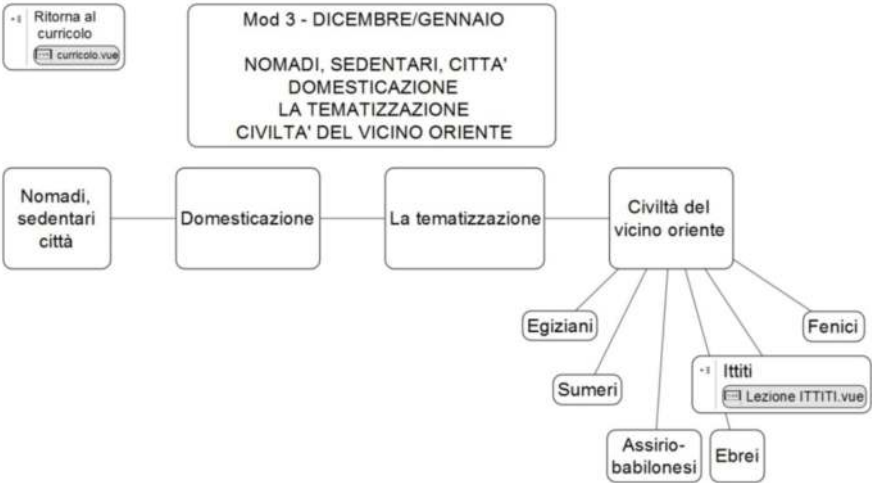 Ritorna al
curricolo
curricolo.vue
Mod 3 - DICEMBRE/GENNAIO
NOMADI, SEDENTARI, CITTA'
DOMESTICAZIONE
LA TEMATIZZAZIONE
CIVILTA' DEL VICINO ORIENTE
Nomadi,
sedentari
città
Domesticazione
La tematizzazione
Civiltà del
vicino oriente
Egiziani
Fenici
Sumeri
Ittiti
Lezione ITTITI.vue
Assirio-
babilonesi
Ebrei